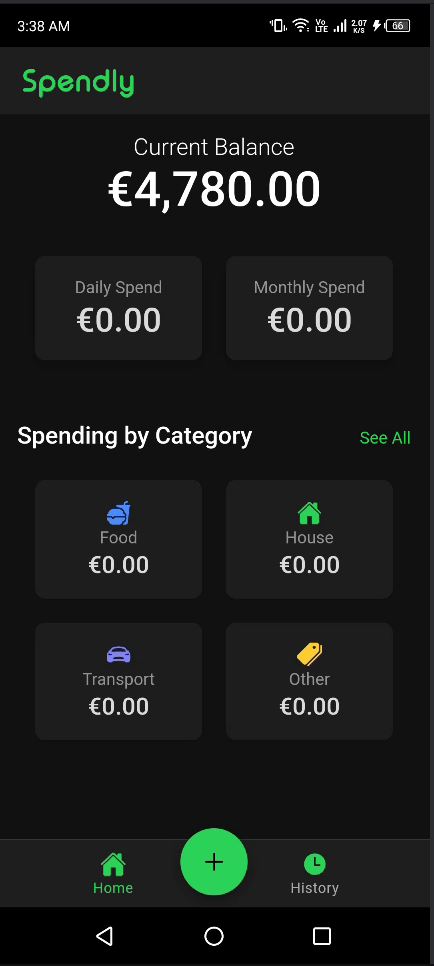 3:38 AM Vo LTE 2.07 K/S 66
Spendly
Current Balance
€4,780.00
Daily Spend Monthly Spend
€0.00 €0.00
Spending by Category See All
Food House
€0.00 €0.00
Transport Other
€0.00 €0.00
Home History